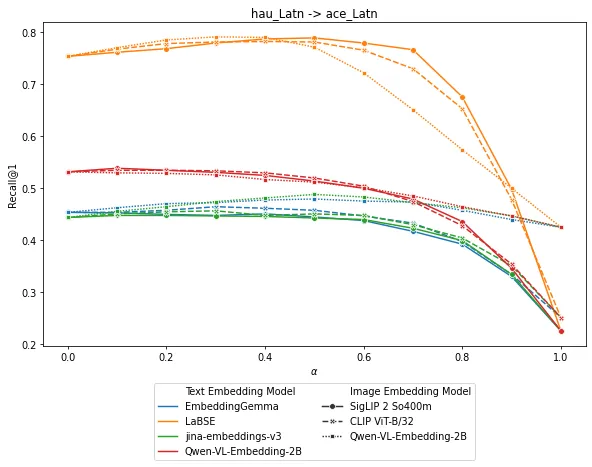 hau_Latn -> ace_Latn
Recall@1
0.8
0.7
0.6
0.5
0.4
0.3
0.2
0.0
0.2
0.4
0.6
0.8
1.0
α
Text Embedding Model
EmbeddingGemma
LaBSE
jina-embeddings-v3
Qwen-VL-Embedding-2B
Image Embedding Model
SigLIP 2 So400m
CLIP ViT-B/32
Qwen-VL-Embedding-2B